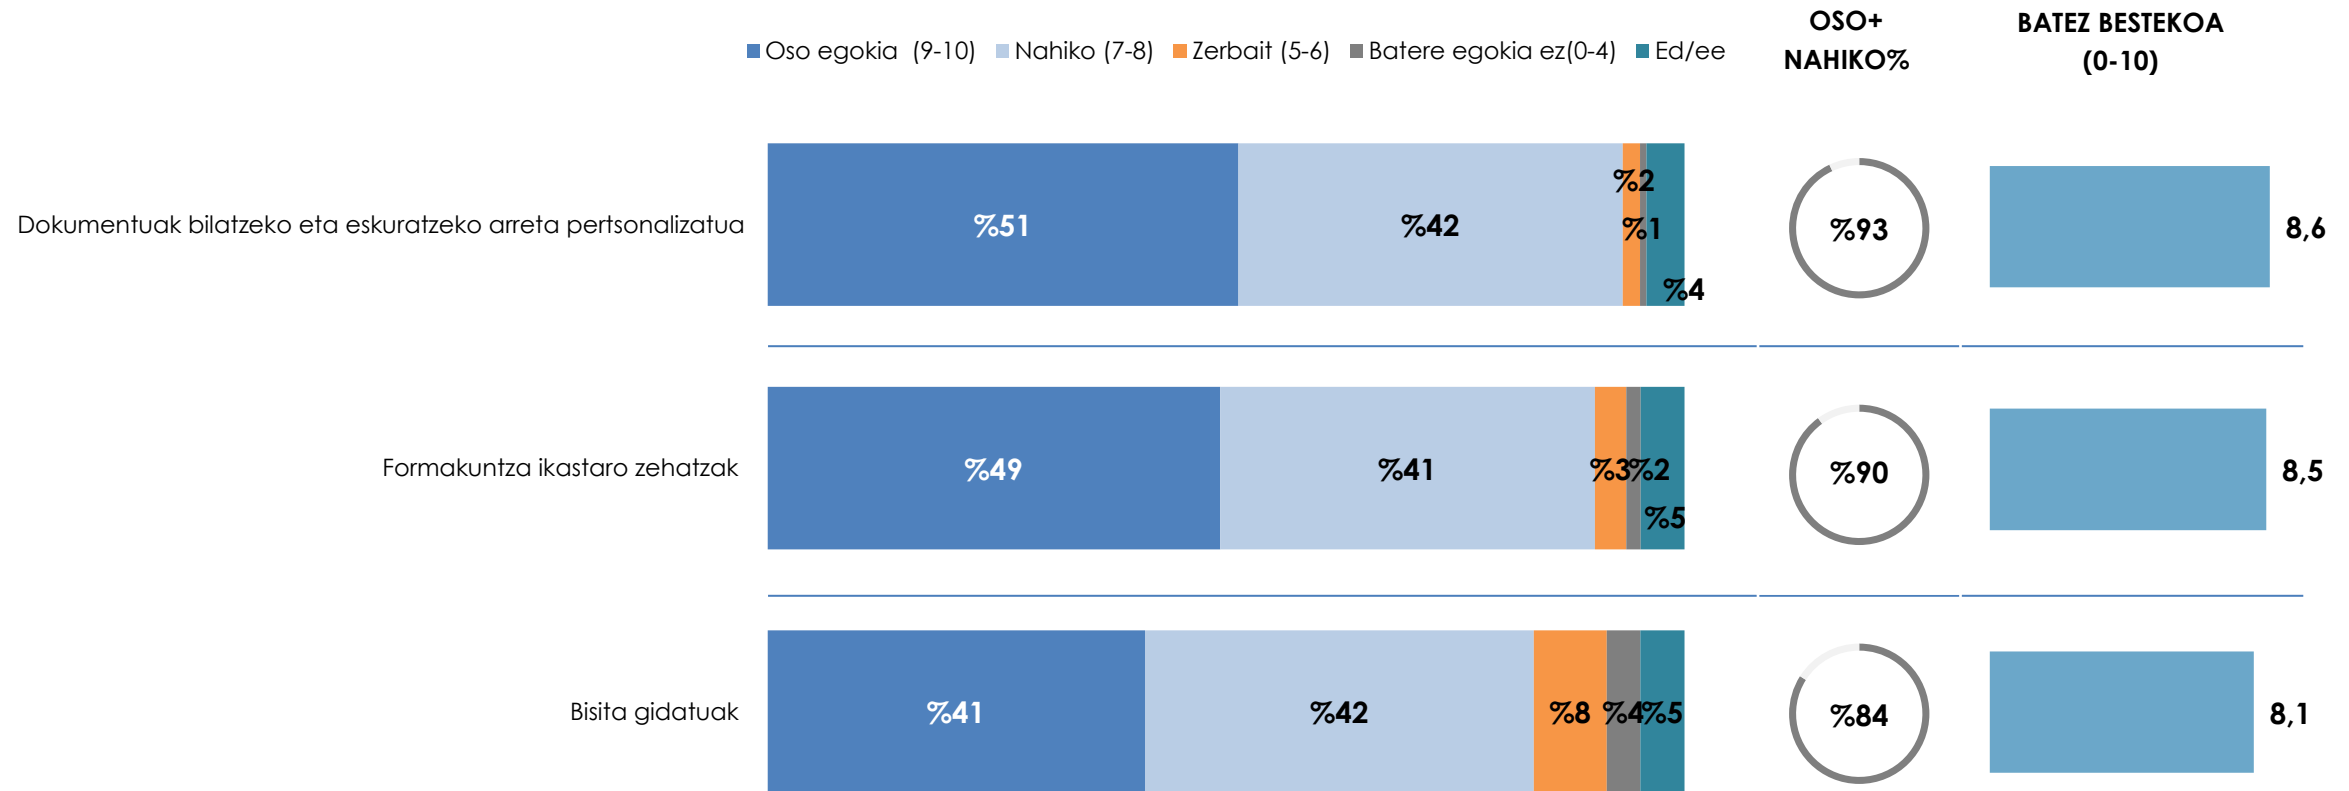 OSO+
NAHIKO%
BATEZ BESTEKOA
(0-10)
Oso egokia (9-10) Nahiko (7-8) Zerbait (5-6) Batere egokia ez(0-4) Ed/ee
Dokumentuak bilatzeko eta eskuratzeko arreta pertsonalizatua
%51 %42 %2 %1 %4 %93 8,6
Formakuntza ikastaro zehatzak
%49 %41 %3 %2 %5 %90 8,5
Bisita gidatuak
%41 %42 %8 %4 %5 %84 8,1